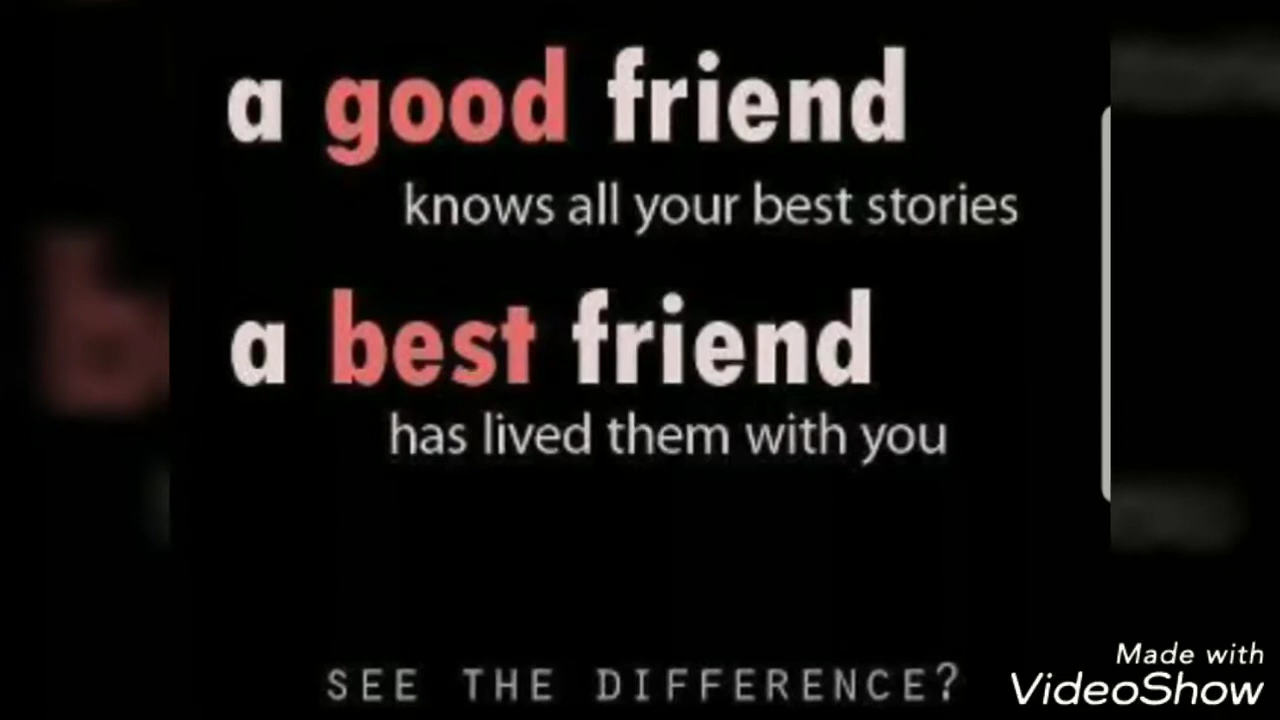 a good friend
knows all your best stories
a best friend
has lived them with you
SEE THE DIFFERENCE?
Made with
VideoShow